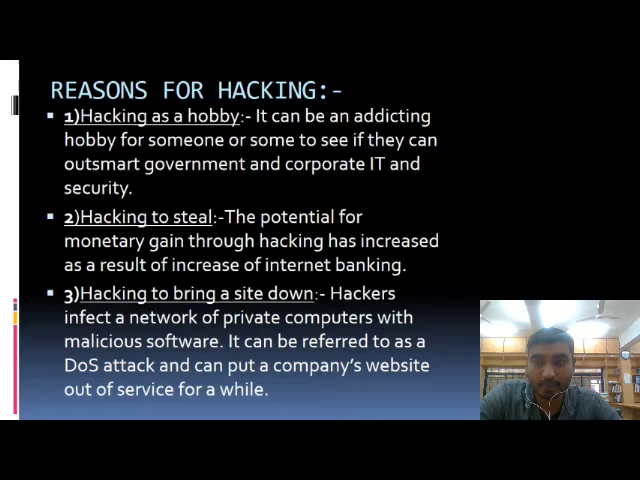 REASONS FOR HACKING:-
1)Hacking as a hobby:- It can be an addicting
hobby for someone or some to see if they can
outsmart government and corporate IT and
security.
2)Hacking to steal:-The potential for
monetary gain through hacking has increased
as a result of increase of internet banking.
3)Hacking to bring a site down:- Hackers
infect a network of private computers with
malicious software. It can be referred to as a
DoS attack and can put a company's website
out of service for a while.